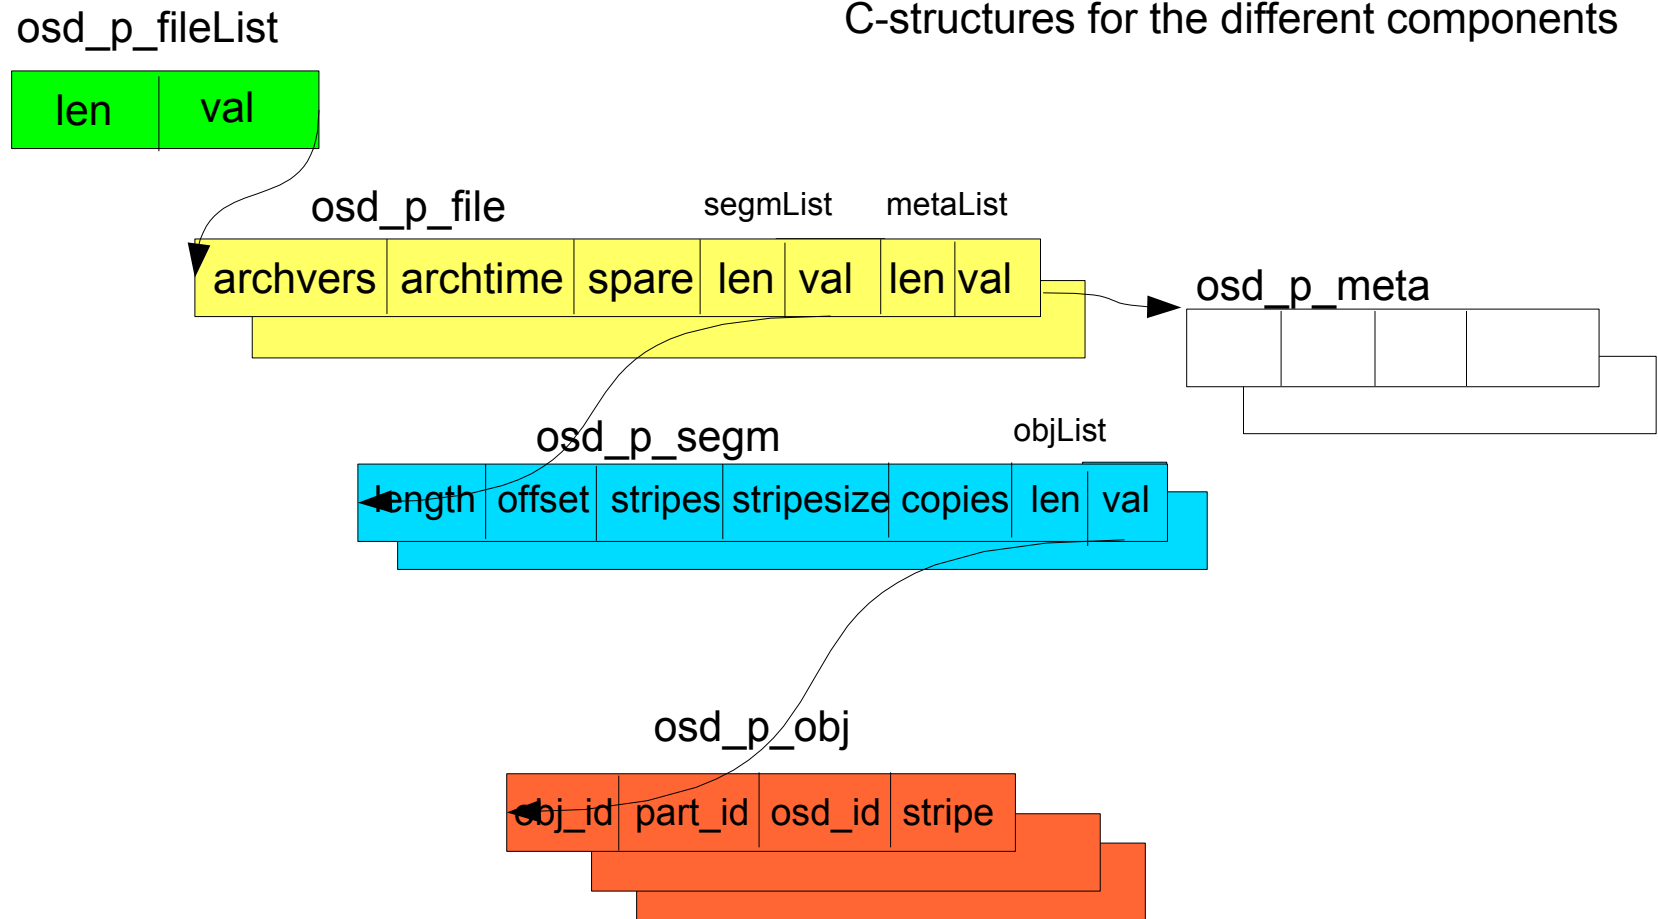 C-structures for the different components
osd_p_fileList
len val
osd_p_file segmList metaList
archvers archtime spare len val len val
osd_p_meta
osd_p_segm objList
length offset stripes stripesize copies len val
osd_p_obj
obj_id part_id osd_id stripe